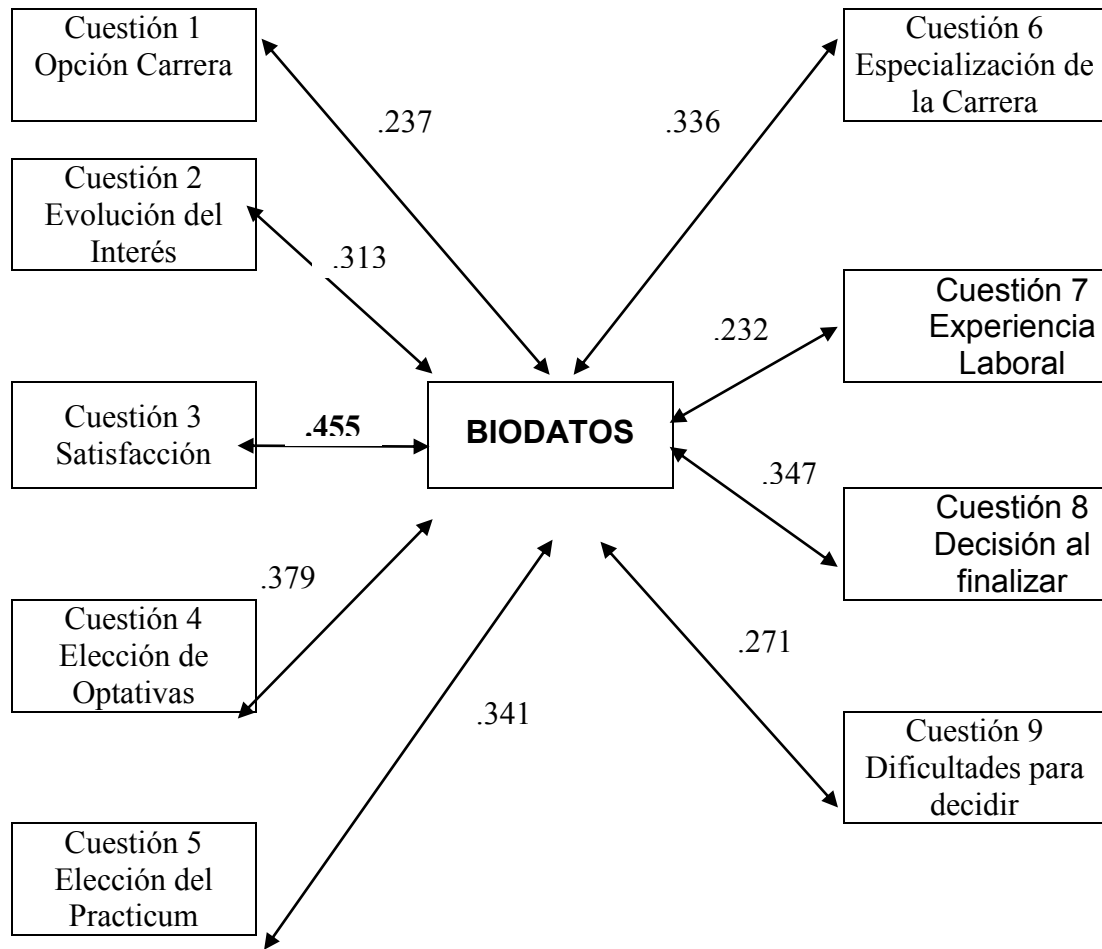 Cuestión 1
Opción Carrera
Cuestión 6
Especialización de
la Carrera
.237
.336
Cuestión 2
Evolución del
Interés
.313
Cuestión 7
Experiencia
Laboral
.232
Cuestión 3
Satisfacción
.455
BIODATOS
.347
Cuestión 8
Decisión al
finalizar
.379
Cuestión 4
Elección de
Optativas
.271
.341
Cuestión 9
Dificultades para
decidir
Cuestión 5
Elección del
Practicum